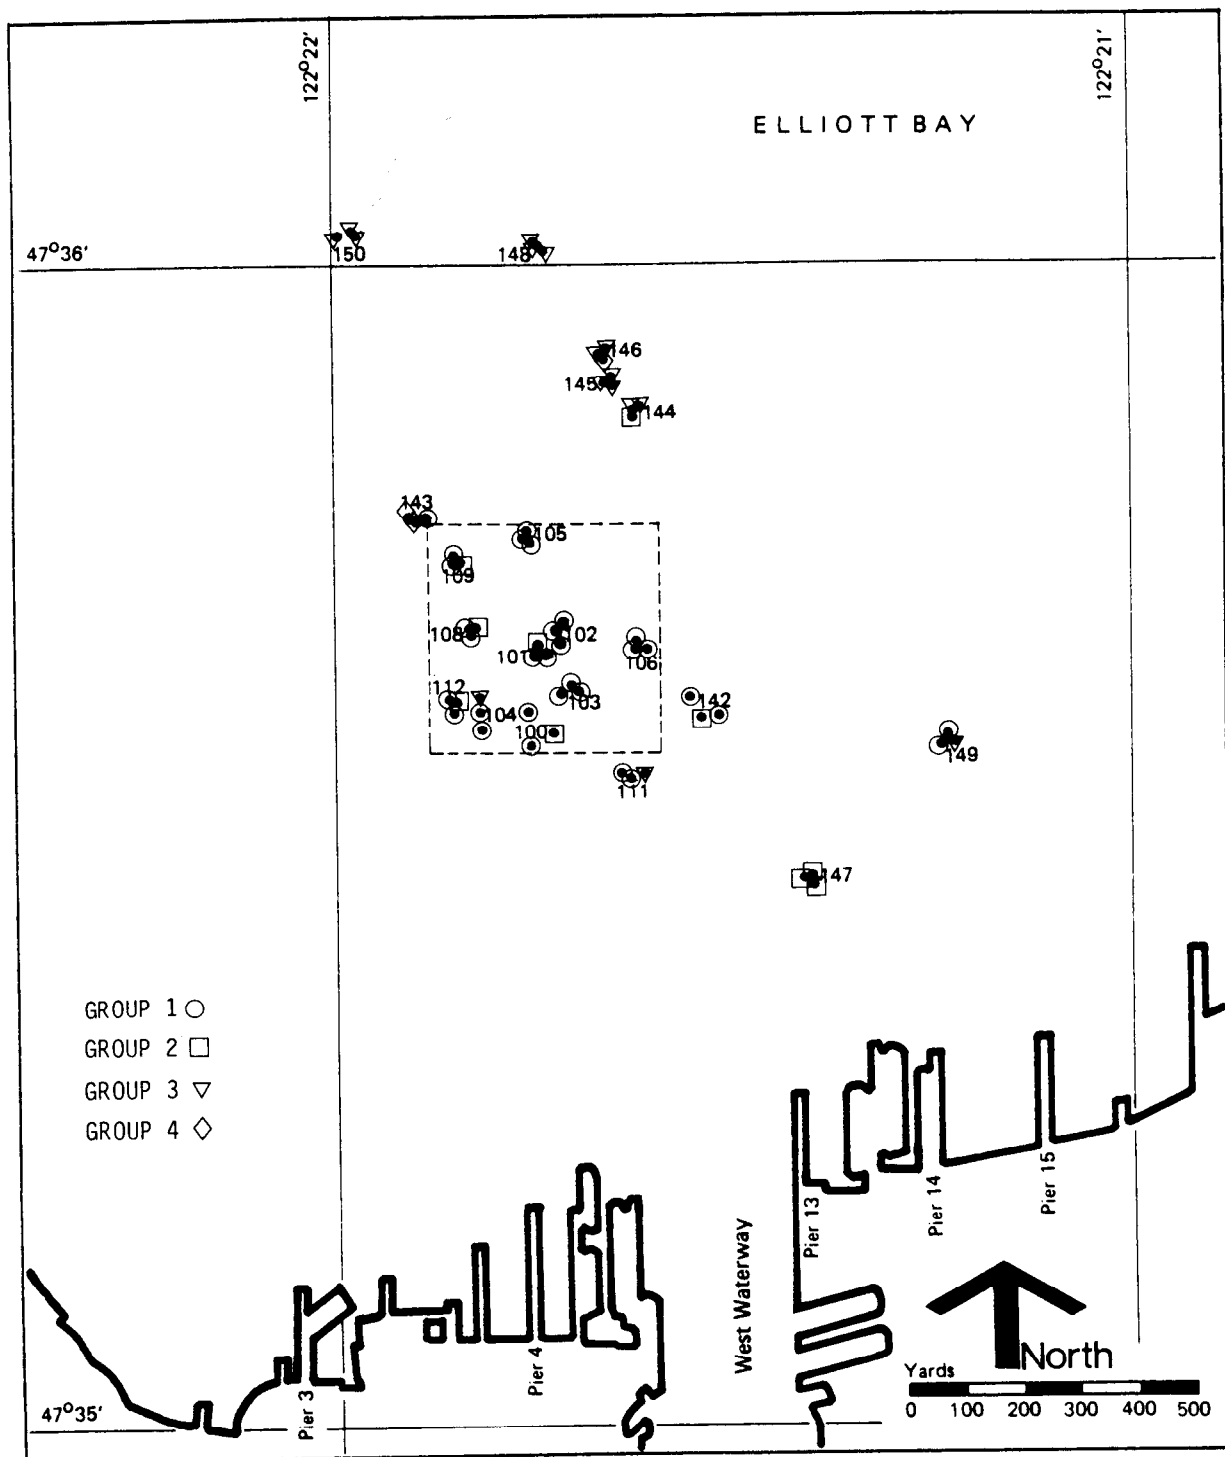 122°22'
122°21'
ELLIOTT BAY
47°36'
150
148
146
145
144
143
105
109
108
102
101
106
112
103
104
100
142
149
111
147
GROUP 1
GROUP 2
GROUP 3
GROUP 4
Pier 13
Pier 14
Pier 15
West Waterway
Pier 4
Pier 3
North
Yards
0 100 200 300 400 500
47°35'